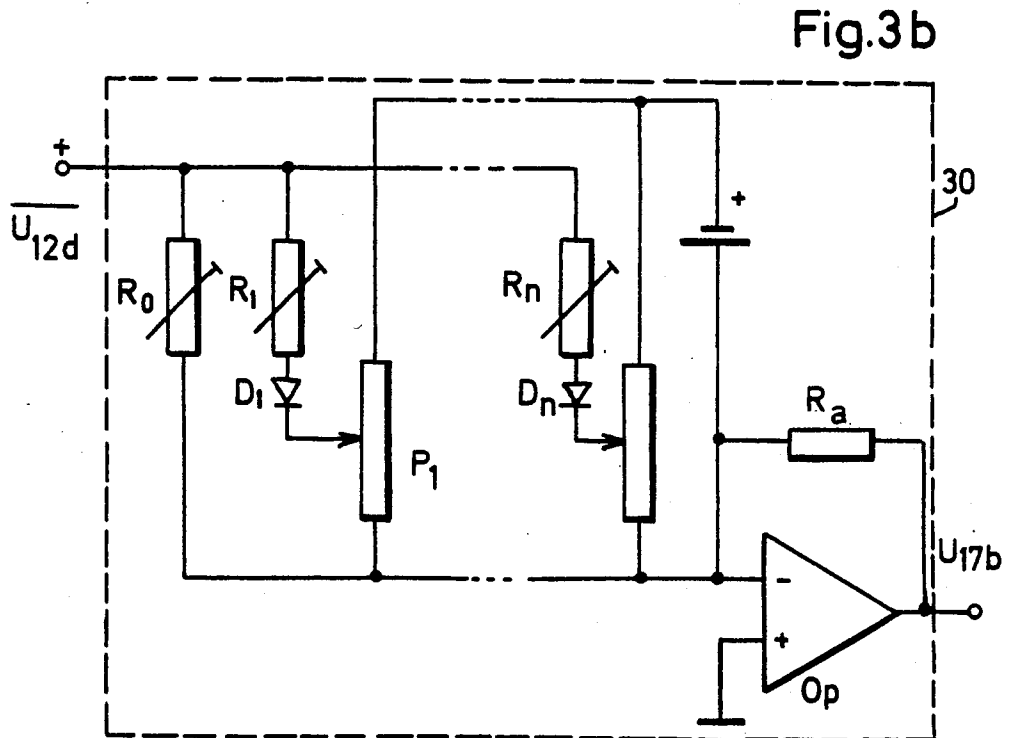 Fig.3b
+
U12d
30
+
R0
R1
Rn
D1
Dn
P1
Ra
U17b
-
+
Op